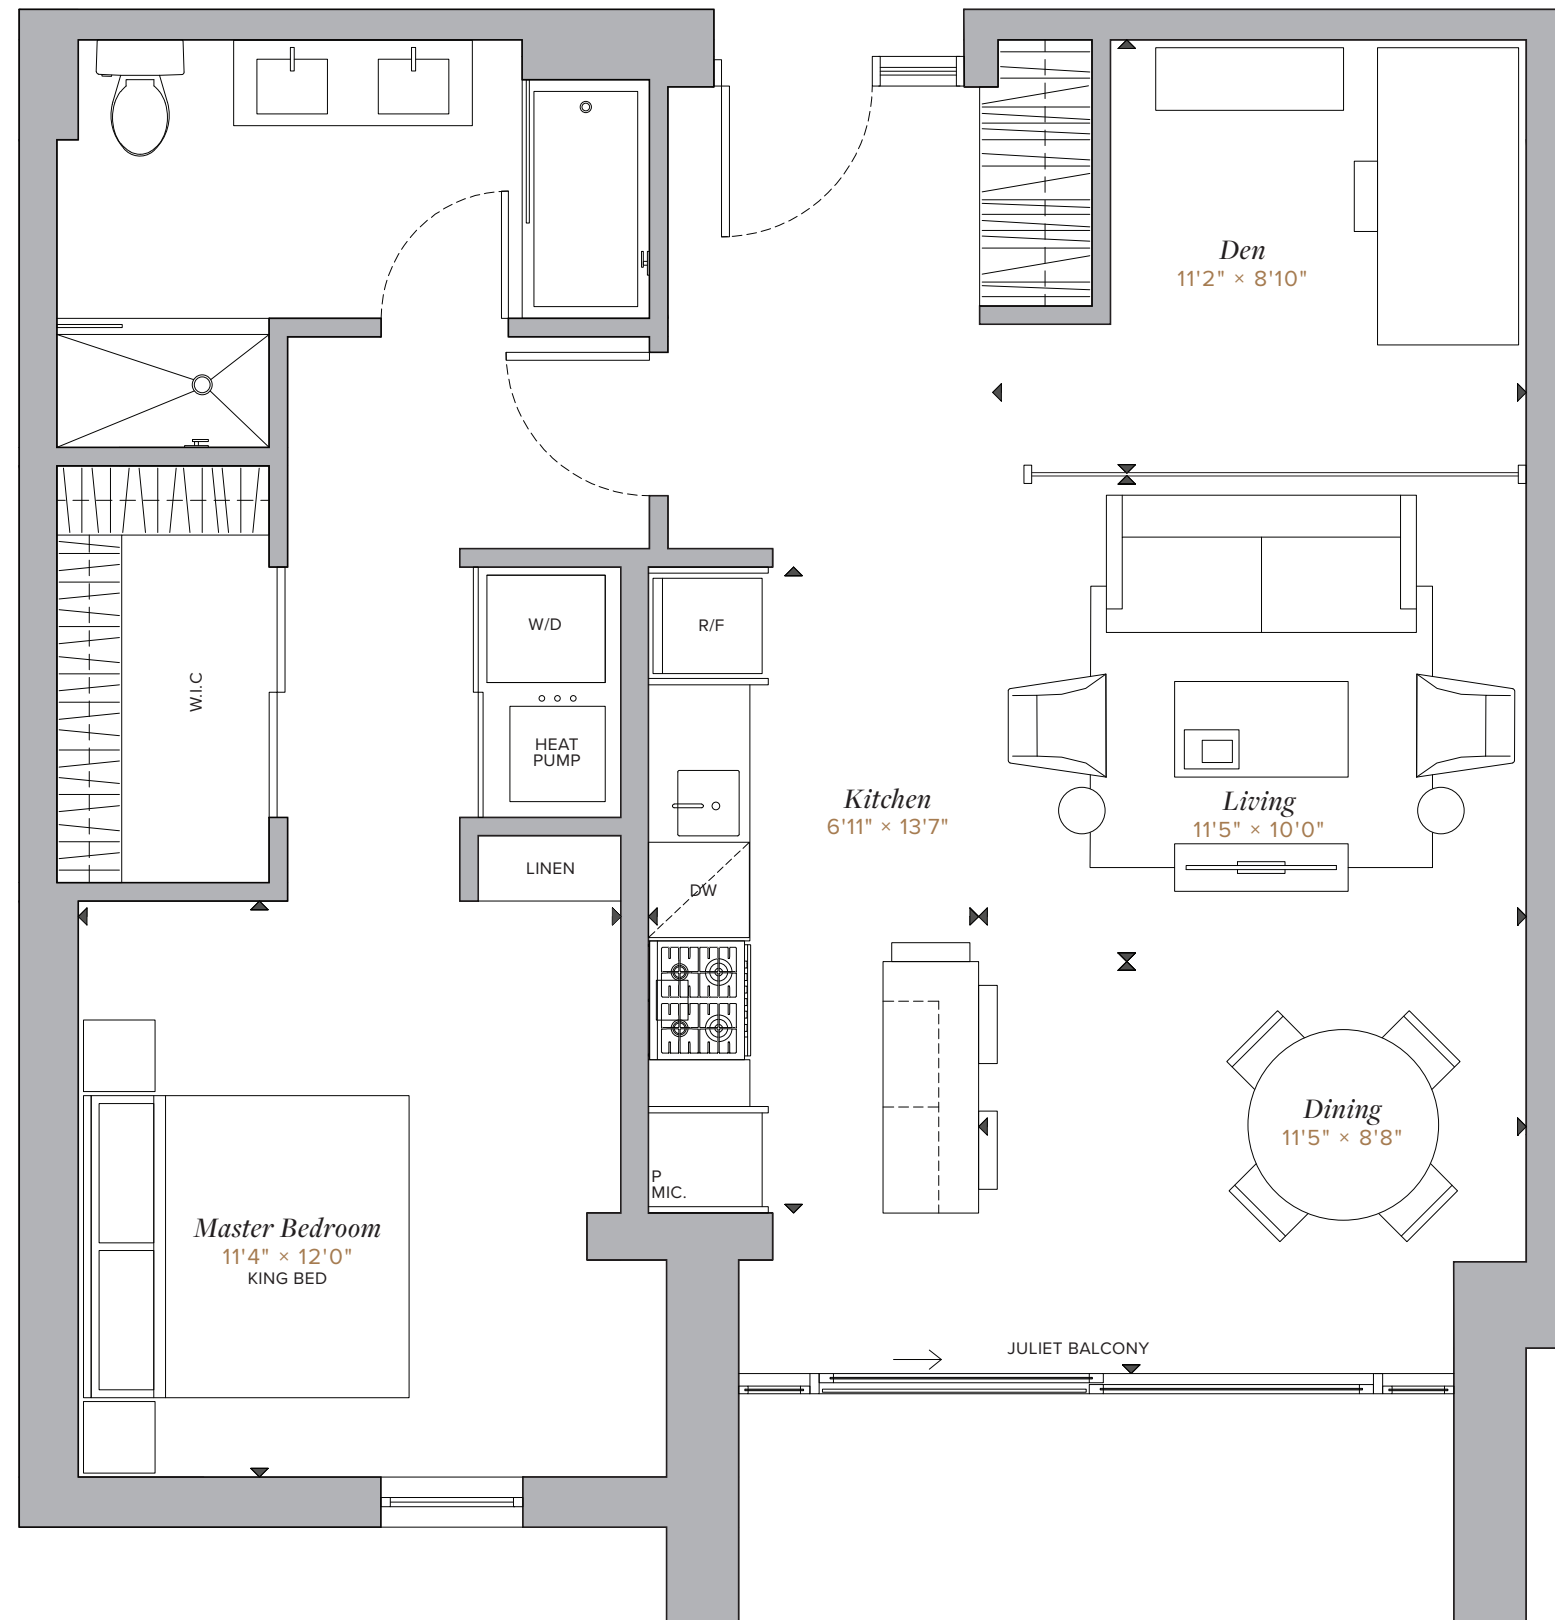 Den
11'2" × 8'10"
W/D
R/F
W.I.C
HEAT
PUMP
Kitchen
6'11" × 13'7"
Living
11'5" × 10'0"
LINEN
DW
Dining
11'5" × 8'8"
P
MIC.
Master Bedroom
11'4" × 12'0"
KING BED
JULIET BALCONY